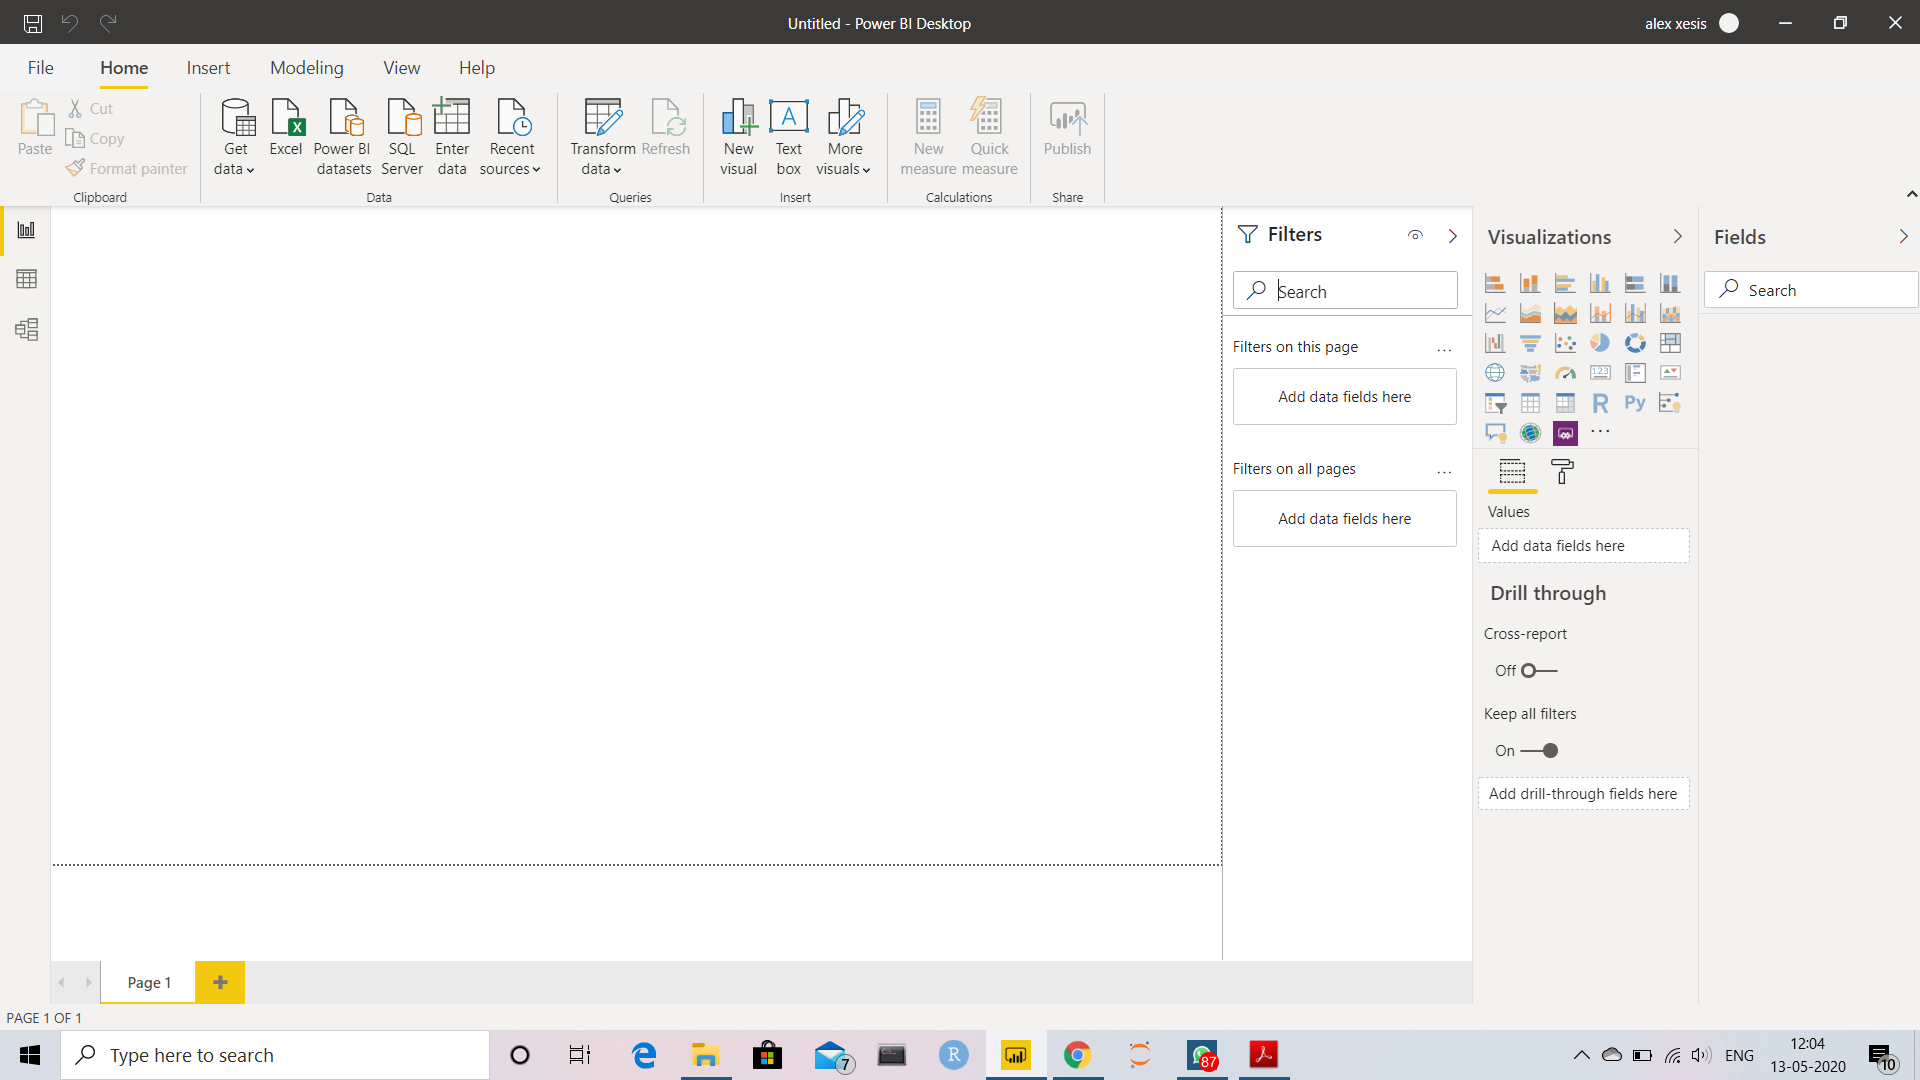 Untitled - Power BI Desktop
alex xesis
File
Home
Insert
Modeling
View
Help
Paste
Cut
Copy
Format painter
Clipboard
Get
data
Excel
Power BI
datasets
SQL
Server
Enter
data
Recent
sources
Data
Transform
data
Refresh
Queries
New
visual
Text
box
More
visuals
Insert
New
measure
Quick
measure
Calculations
Publish
Share
Filters
Search
Filters on this page
...
Add data fields here
Filters on all pages
...
Add data fields here
Visualizations
123
R
Py
...
Values
Add data fields here
Drill through
Cross-report
Off
Keep all filters
On
Add drill-through fields here
Fields
Search
Page 1
PAGE 1 OF 1
Type here to search
7
R
87
ENG
12:04
13-05-2020
10